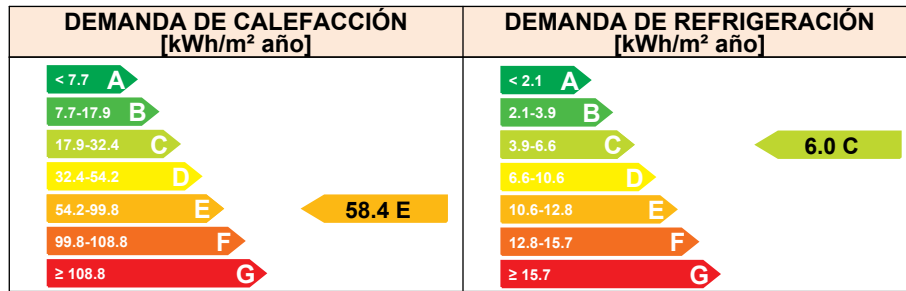 DEMANDA DE CALEFACCIÓN
[kWh/m² año]
< 7.7 A
7.7-17.9 B
17.9-32.4 C
32.4-54.2 D
54.2-99.8 E
58.4 E
99.8-108.8 F
≥ 108.8 G
DEMANDA DE REFRIGERACIÓN
[kWh/m² año]
< 2.1 A
2.1-3.9 B
3.9-6.6 C
6.0 C
6.6-10.6 D
10.6-12.8 E
12.8-15.7 F
≥ 15.7 G